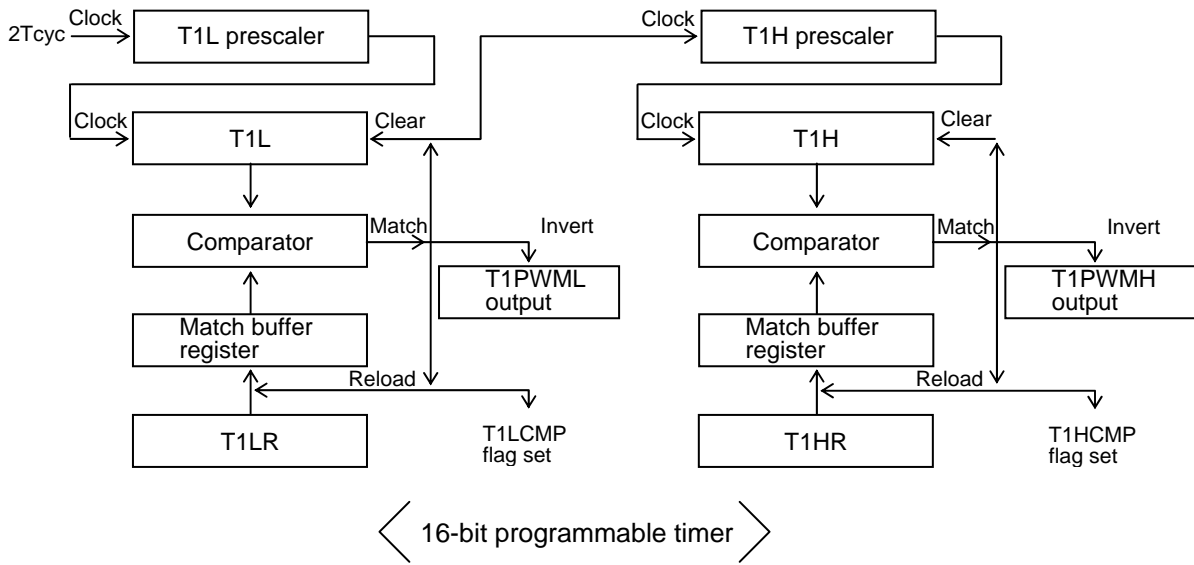 Clock
2Tcyc
T1L prescaler
Clock
T1H prescaler
Clock
T1L
Clear
Clock
T1H
Clear
Comparator
Match
Invert
Comparator
Match
Invert
T1PWML
output
T1PWMH
output
Match buffer
register
Match buffer
register
Reload
Reload
T1LR
T1LCMP
flag set
T1HR
T1HCMP
flag set
16-bit programmable timer